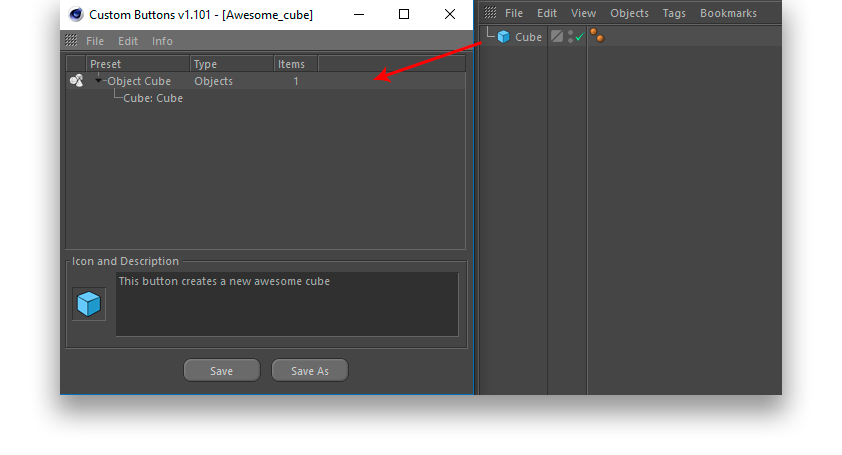 Custom Buttons v1.101 - [Awesome_cube]
File Edit Info
Preset Type Items
Object Cube Objects 1
Cube: Cube
Icon and Description
This button creates a new awesome cube
Save Save As
File Edit View Objects Tags Bookmarks
Cube